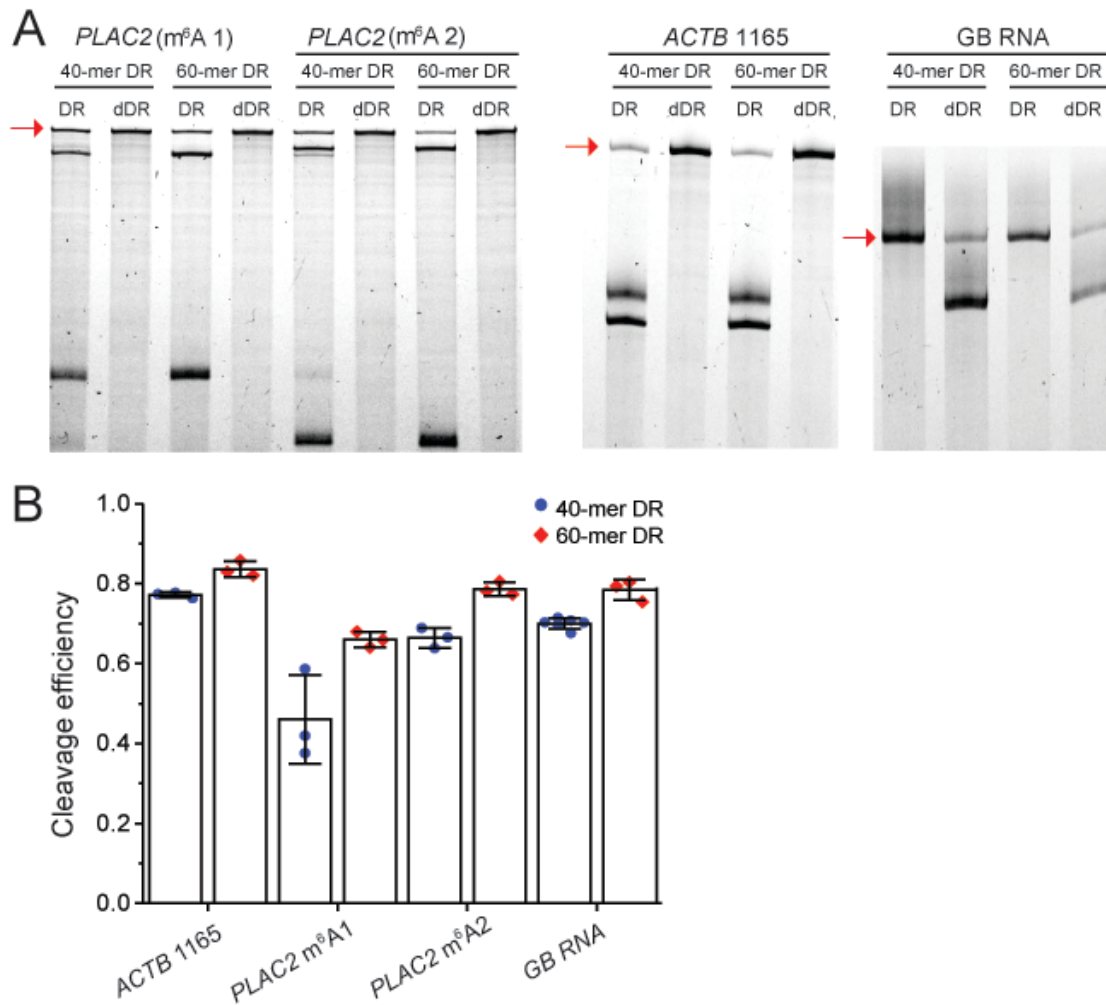 A
PLAC2 (m⁶A 1) PLAC2 (m⁶A 2) ACTB 1165 GB RNA
40-mer DR 60-mer DR 40-mer DR 60-mer DR 40-mer DR 60-mer DR 40-mer DR 60-mer DR
DR dDR DR dDR DR dDR DR dDR DR dDR DR dDR DR dDR DR dDR
B
40-mer DR
60-mer DR
Cleavage efficiency
1.0
0.8
0.6
0.4
0.2
0.0
ACTB 1165
PLAC2 m⁶A1
PLAC2 m⁶A2
GB RNA